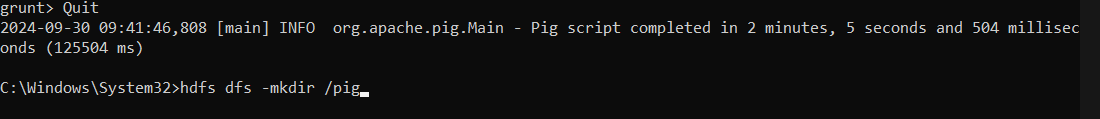 grunt> Quit
2024-09-30 09:41:46,808 [main] INFO  org.apache.pig.Main - Pig script completed in 2 minutes, 5 seconds and 504 millisec
onds (125504 ms)
C:\Windows\System32>hdfs dfs -mkdir /pig